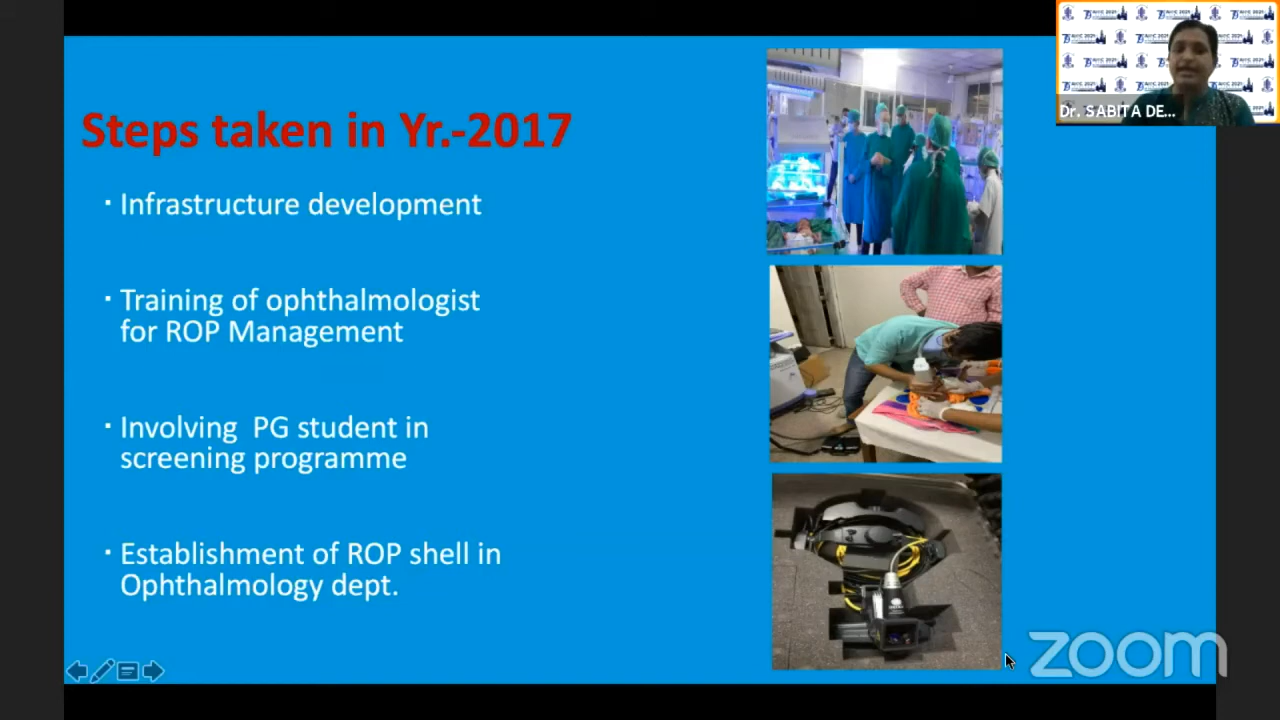 Steps taken in Yr.-2017
▪ Infrastructure development
▪ Training of ophthalmologist
for ROP Management
▪ Involving PG student in
screening programme
▪ Establishment of ROP shell in
Ophthalmology dept.
Dr. SABITA DE...
zoom